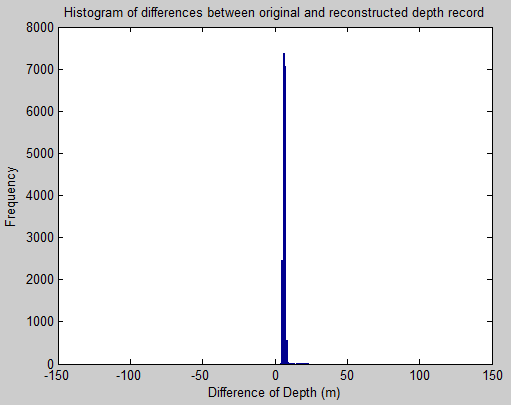 Histogram of differences between original and reconstructed depth record
8000
7000
6000
5000
4000
3000
2000
1000
0
Frequency
-150 -100 -50 0 50 100 150
Difference of Depth (m)